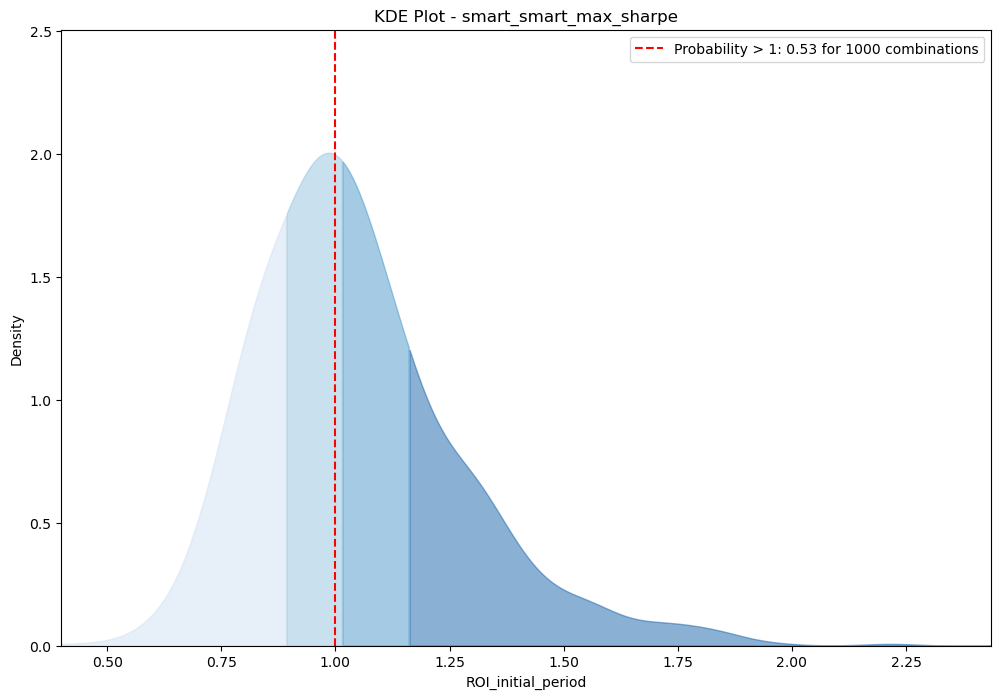 KDE Plot - smart_smart_max_sharpe
2.5
Probability > 1: 0.53 for 1000 combinations
2.0
1.5
Density
1.0
0.5
0.0
0.50 0.75 1.00 1.25 1.50 1.75 2.00 2.25
ROI_initial_period